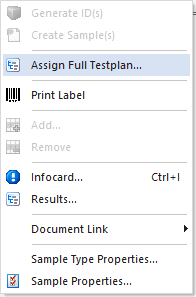 Generate ID(s)
Create Sample(s)
Assign Full Testplan...
Print Label
Add...
Remove
Infocard... Ctrl+I
Results...
Document Link
Sample Type Properties...
Sample Properties...